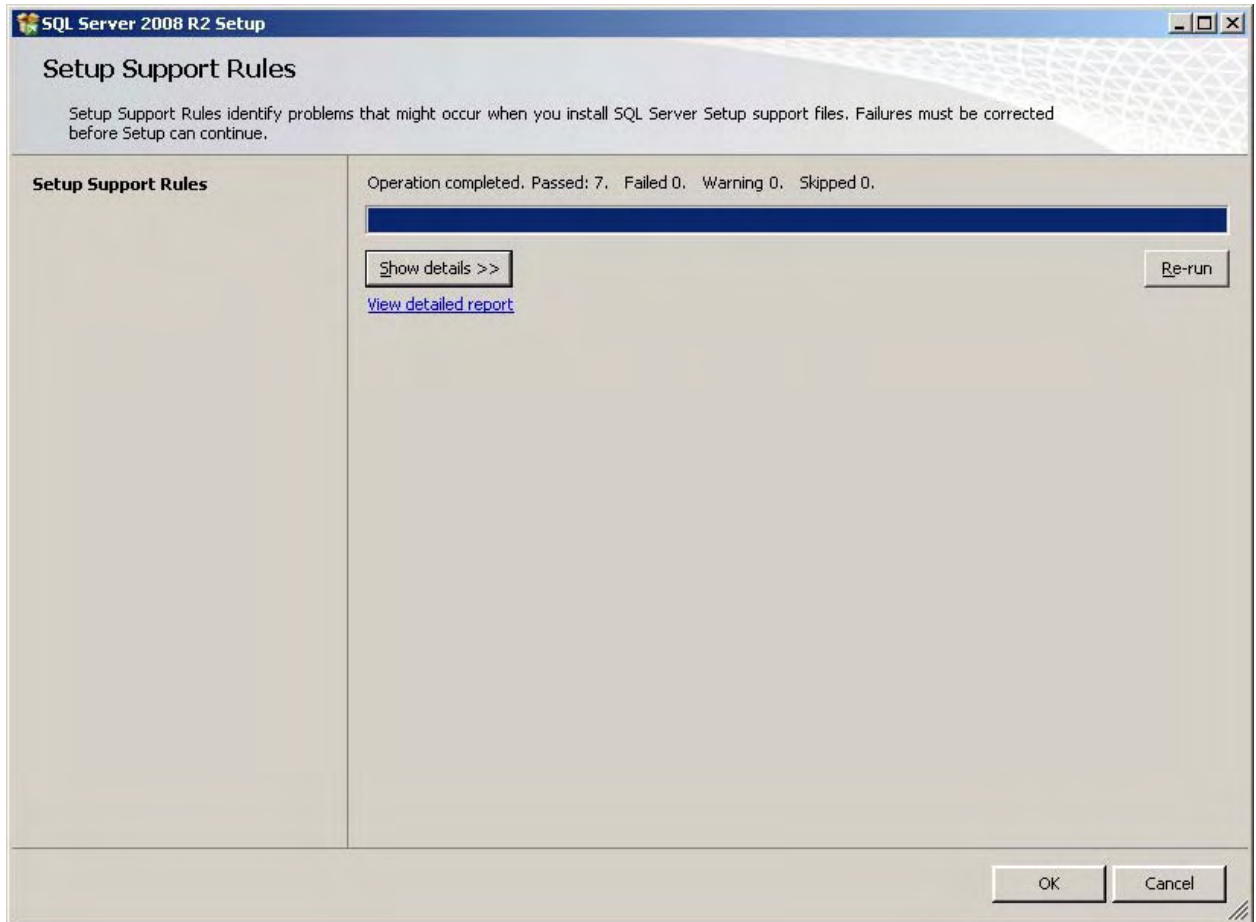 SQL Server 2008 R2 Setup
Setup Support Rules
Setup Support Rules identify problems that might occur when you install SQL Server Setup support files. Failures must be corrected
before Setup can continue.
Setup Support Rules
Operation completed. Passed: 7. Failed 0. Warning 0. Skipped 0.
Show details >>
Re-run
View detailed report
OK
Cancel